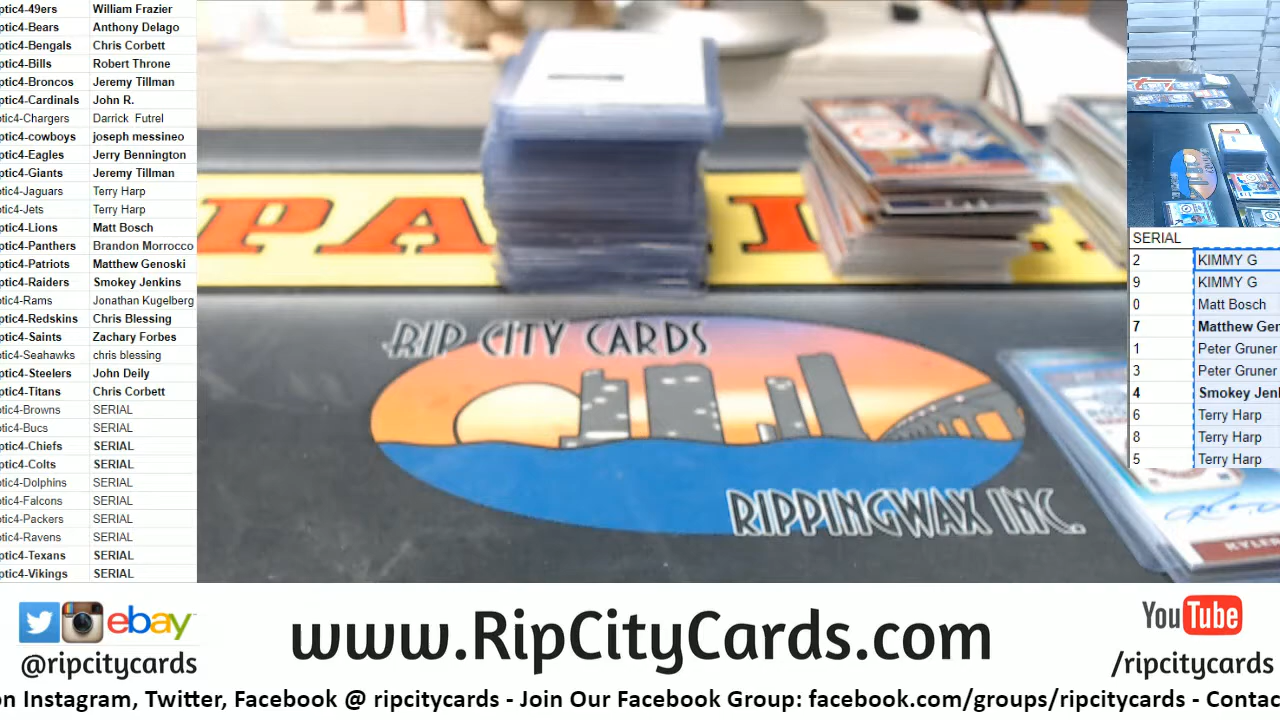 ptic4-49ers William Frazier
ptic4-Bears Anthony Delago
ptic4-Bengals Chris Corbett
ptic4-Bills Robert Throne
ptic4-Broncos Jeremy Tillman
ptic4-Cardinals John R.
ptic4-Chargers Darrick Futrel
ptic4-cowboys joseph messineo
ptic4-Eagles Jerry Bennington
ptic4-Giants Jeremy Tillman
ptic4-Jaguars Terry Harp
ptic4-Jets Terry Harp
ptic4-Lions Matt Bosch
ptic4-Panthers Brandon Morrocco
ptic4-Patriots Matthew Genoski
ptic4-Raiders Smokey Jenkins
ptic4-Rams Jonathan Kugelberg
ptic4-Redskins Chris Blessing
ptic4-Saints Zachary Forbes
ptic4-Seahawks chris blessing
ptic4-Steelers John Deily
ptic4-Titans Chris Corbett
ptic4-Browns SERIAL
ptic4-Bucs SERIAL
ptic4-Chiefs SERIAL
ptic4-Colts SERIAL
ptic4-Dolphins SERIAL
ptic4-Falcons SERIAL
ptic4-Packers SERIAL
ptic4-Ravens SERIAL
ptic4-Texans SERIAL
ptic4-Vikings SERIAL
PA I
RIP CITY CARDS
RIPPINGWAX INC.
KYLER
SERIAL
2 KIMMY G
9 KIMMY G
0 Matt Bosch
7 Matthew Gen
1 Peter Gruner
3 Peter Gruner
4 Smokey Jenk
6 Terry Harp
8 Terry Harp
5 Terry Harp
ebay
@ripcitycards
www.RipCityCards.com
YouTube
/ripcitycards
on Instagram, Twitter, Facebook @ ripcitycards - Join Our Facebook Group: facebook.com/groups/ripcitycards - Contac